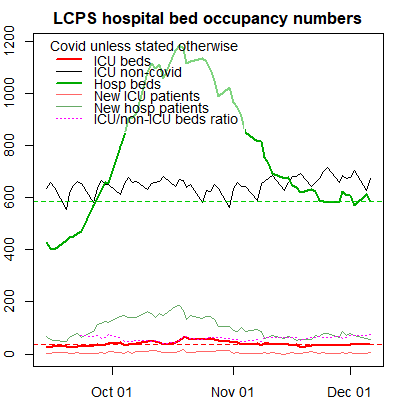 LCPS hospital bed occupancy numbers
Covid unless stated otherwise
ICU beds
ICU non-covid
Hosp beds
New ICU patients
New hosp patients
ICU/non-ICU beds ratio
1200
1000
800
600
400
200
0
Oct 01 Nov 01 Dec 01